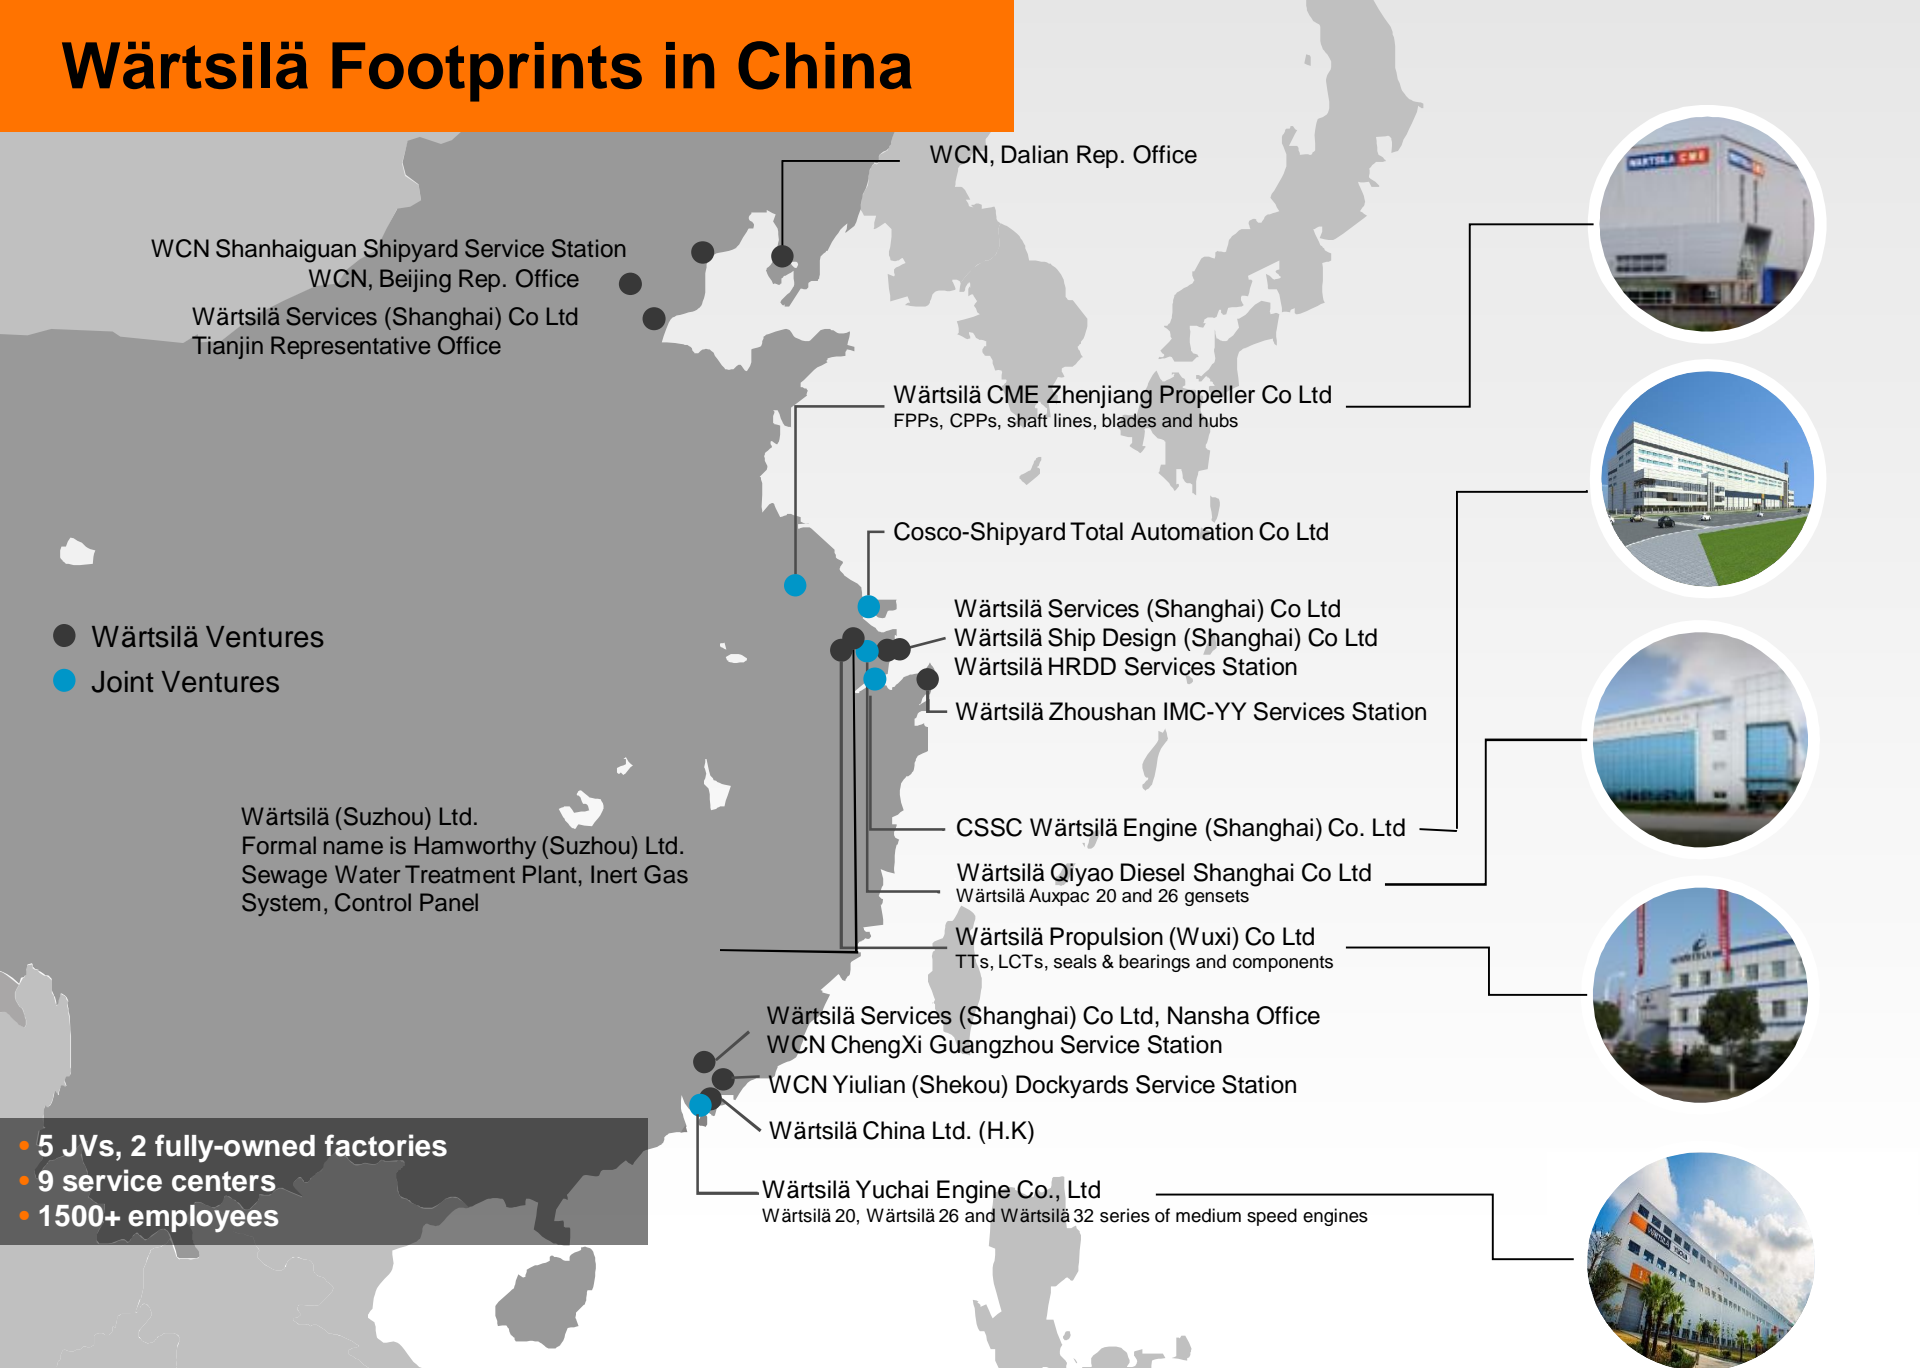 Wärtsilä Footprints in China
WCN, Dalian Rep. Office
WCN Shanhaiguan Shipyard Service Station
WCN, Beijing Rep. Office
Wärtsilä Services (Shanghai) Co Ltd
Tianjin Representative Office
WÄRTSILÄ CME
Wärtsilä CME Zhenjiang Propeller Co Ltd
FPPs, CPPs, shaft lines, blades and hubs
Cosco-Shipyard Total Automation Co Ltd
Wärtsilä Services (Shanghai) Co Ltd
Wärtsilä Ship Design (Shanghai) Co Ltd
Wärtsilä HRDD Services Station
Wärtsilä Ventures
Joint Ventures
Wärtsilä Zhoushan IMC-YY Services Station
Wärtsilä (Suzhou) Ltd.
Formal name is Hamworthy (Suzhou) Ltd.
Sewage Water Treatment Plant, Inert Gas
System, Control Panel
CSSC Wärtsilä Engine (Shanghai) Co. Ltd
Wärtsilä Qiyao Diesel Shanghai Co Ltd
Wärtsilä Auxpac 20 and 26 gensets
Wärtsilä Propulsion (Wuxi) Co Ltd
TTs, LCTs, seals & bearings and components
Wärtsilä Services (Shanghai) Co Ltd, Nansha Office
WCN ChengXi Guangzhou Service Station
WCN Yiulian (Shekou) Dockyards Service Station
Wärtsilä China Ltd. (H.K)
• 5 JVs, 2 fully-owned factories
• 9 service centers
• 1500+ employees
Wärtsilä Yuchai Engine Co., Ltd
Wärtsilä 20, Wärtsilä 26 and Wärtsilä 32 series of medium speed engines